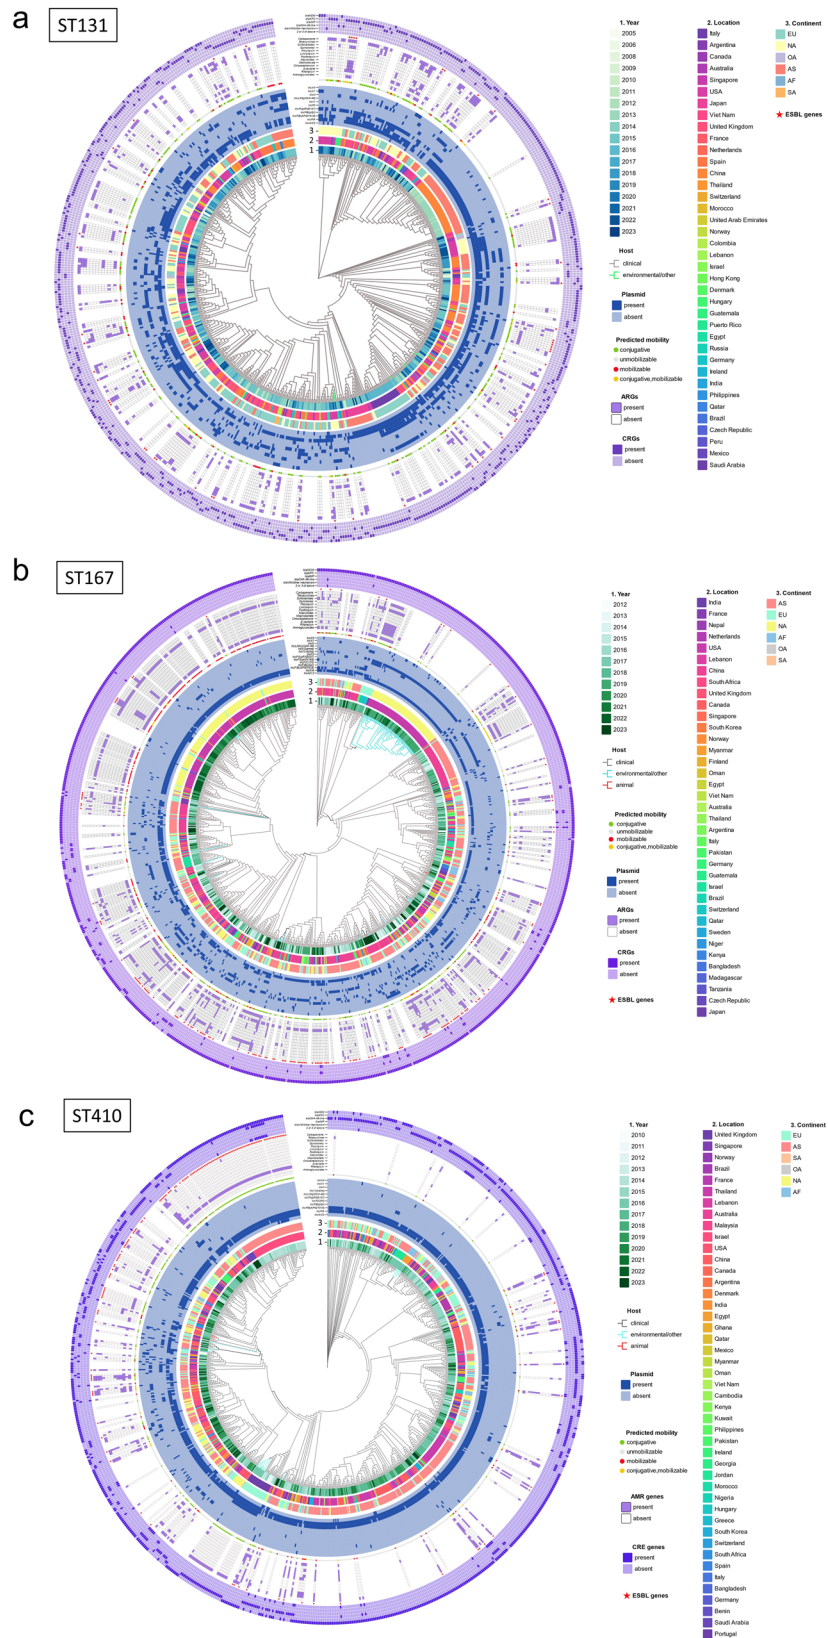 a
ST131
3
2
1
1. Year
2005
2006
2008
2009
2010
2011
2012
2013
2014
2015
2016
2017
2018
2019
2020
2021
2022
2023
Host
clinical
environmental/other
Plasmid
present
absent
Predicted mobility
conjugative
unmobilizable
mobilizable
conjugative,mobilizable
ARGs
present
absent
CRGs
present
absent
2. Location
Italy
Argentina
Canada
Australia
Singapore
USA
Japan
Viet Nam
United Kingdom
France
Netherlands
Spain
China
Thailand
Switzerland
Morocco
United Arab Emirates
Norway
Colombia
Lebanon
Israel
Hong Kong
Denmark
Hungary
Guatemala
Puerto Rico
Egypt
Russia
Germany
Ireland
India
Philippines
Qatar
Brazil
Czech Republic
Peru
Mexico
Saudi Arabia
3. Continent
EU
NA
OA
AS
AF
SA
ESBL genes
b
ST167
3
2
1
1. Year
2012
2013
2014
2015
2016
2017
2018
2019
2020
2021
2022
2023
Host
clinical
environmental/other
animal
Predicted mobility
conjugative
unmobilizable
mobilizable
conjugative,mobilizable
Plasmid
present
absent
ARGs
present
absent
CRGs
present
absent
ESBL genes
2. Location
India
France
Nepal
Netherlands
USA
Lebanon
China
South Africa
United Kingdom
Canada
Singapore
South Korea
Norway
Myanmar
Finland
Oman
Egypt
Viet Nam
Australia
Thailand
Argentina
Italy
Pakistan
Germany
Guatemala
Israel
Brazil
Switzerland
Qatar
Sweden
Niger
Kenya
Bangladesh
Madagascar
Tanzania
Czech Republic
Japan
3. Continent
AS
EU
NA
AF
OA
SA
c
ST410
3
2
1
1. Year
2010
2011
2012
2013
2014
2015
2016
2017
2018
2019
2020
2021
2022
2023
Host
clinical
environmental/other
animal
Plasmid
present
absent
Predicted mobility
conjugative
unmobilizable
mobilizable
conjugative,mobilizable
AMR genes
present
absent
CRE genes
present
absent
ESBL genes
2. Location
United Kingdom
Singapore
Norway
Brazil
France
Thailand
Lebanon
Australia
Malaysia
Israel
USA
China
Canada
Argentina
Denmark
India
Egypt
Ghana
Qatar
Mexico
Myanmar
Oman
Viet Nam
Cambodia
Kenya
Kuwait
Philippines
Pakistan
Ireland
Georgia
Jordan
Morocco
Nigeria
Hungary
Greece
South Korea
Switzerland
South Africa
Spain
Italy
Bangladesh
Germany
Benin
Saudi Arabia
Portugal
3. Continent
EU
AS
SA
OA
NA
AF